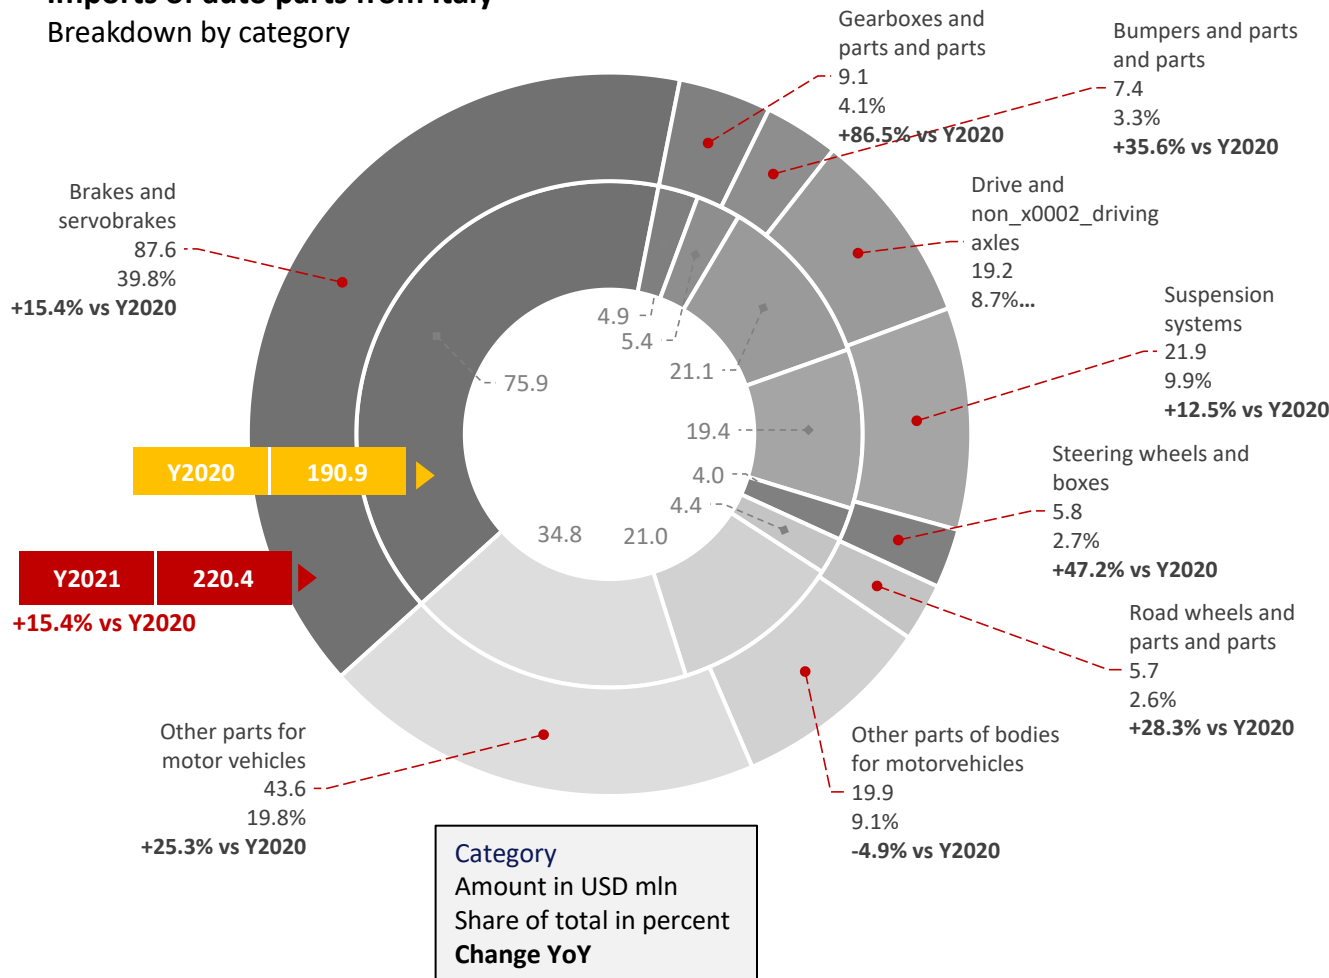 Imports of auto parts from Italy
Breakdown by category
Gearboxes and
parts and parts
9.1
4.1%
+86.5% vs Y2020
Bumpers and parts
and parts
7.4
3.3%
+35.6% vs Y2020
Brakes and
servobrakes
87.6
39.8%
+15.4% vs Y2020
Drive and
non_x0002_driving
axles
19.2
8.7%...
Suspension
systems
21.9
9.9%
+12.5% vs Y2020
4.9
5.4
21.1
75.9
19.4
4.0
4.4
34.8
21.0
Y2020 190.9
Y2021 220.4
+15.4% vs Y2020
Steering wheels and
boxes
5.8
2.7%
+47.2% vs Y2020
Road wheels and
parts and parts
5.7
2.6%
+28.3% vs Y2020
Other parts for
motor vehicles
43.6
19.8%
+25.3% vs Y2020
Other parts of bodies
for motorvehicles
19.9
9.1%
-4.9% vs Y2020
Category
Amount in USD mln
Share of total in percent
Change YoY